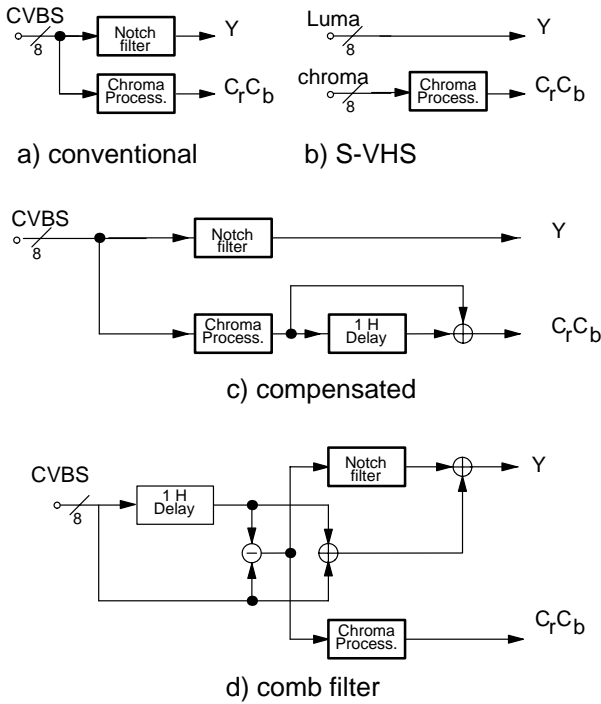 CVBS
8
Notch
filter
Y
Chroma
Process.
CrCb
a) conventional
Luma
8
Y
chroma
8
Chroma
Process.
CrCb
b) S-VHS
CVBS
8
Notch
filter
Y
Chroma
Process.
1 H
Delay
CrCb
c) compensated
CVBS
8
1 H
Delay
Notch
filter
Y
Chroma
Process.
CrCb
d) comb filter